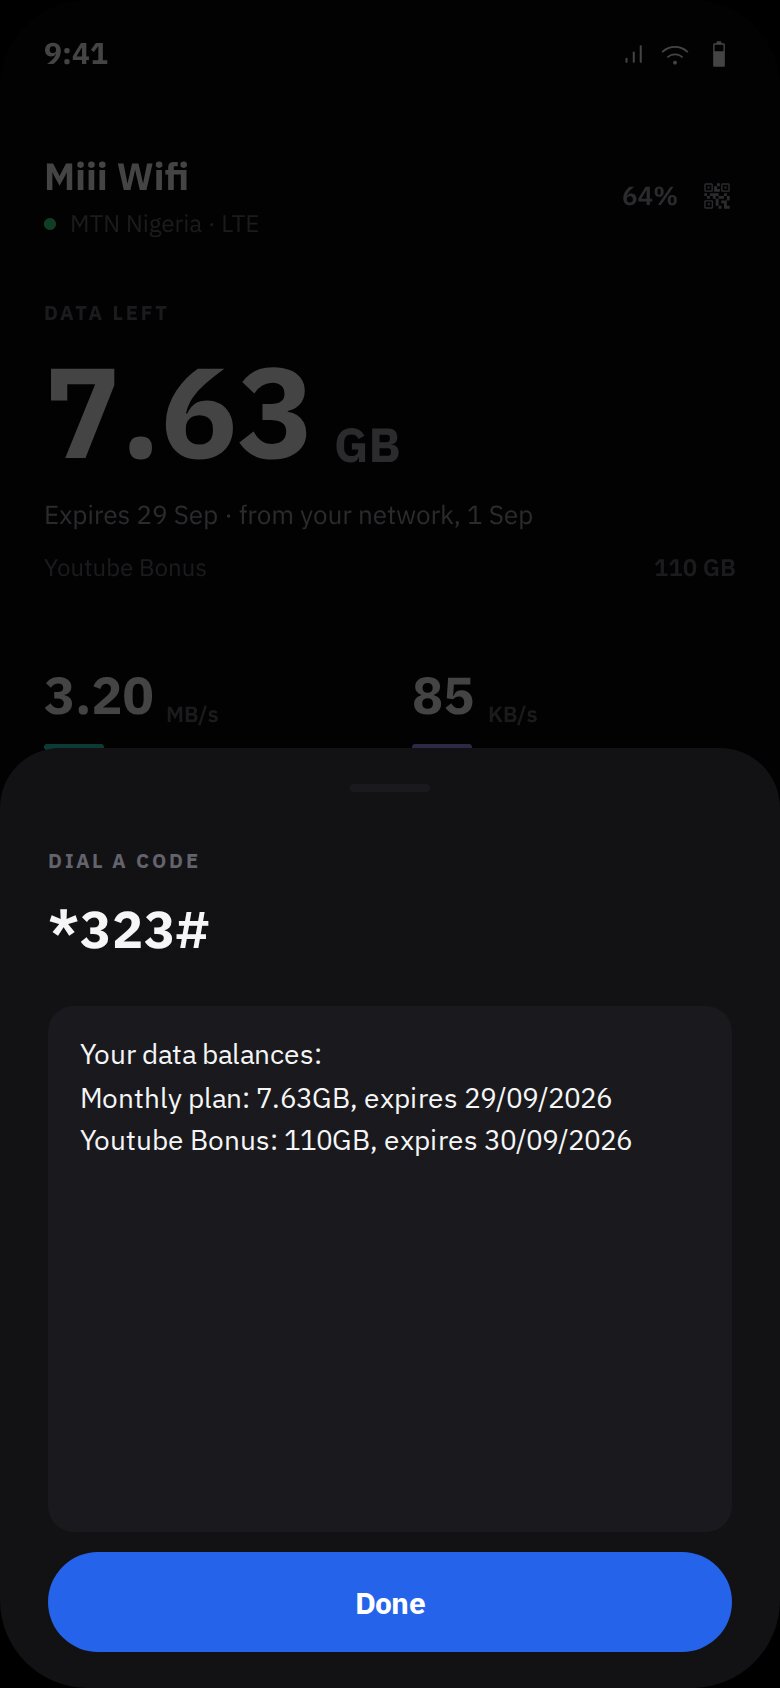 9:41
Miii Wifi
64%
MTN Nigeria · LTE
DATA LEFT
7.63 GB
Expires 29 Sep · from your network, 1 Sep
Youtube Bonus 110 GB
3.20 MB/s 85 KB/s
DIAL A CODE
*323#
Your data balances:
Monthly plan: 7.63GB, expires 29/09/2026
Youtube Bonus: 110GB, expires 30/09/2026
Done